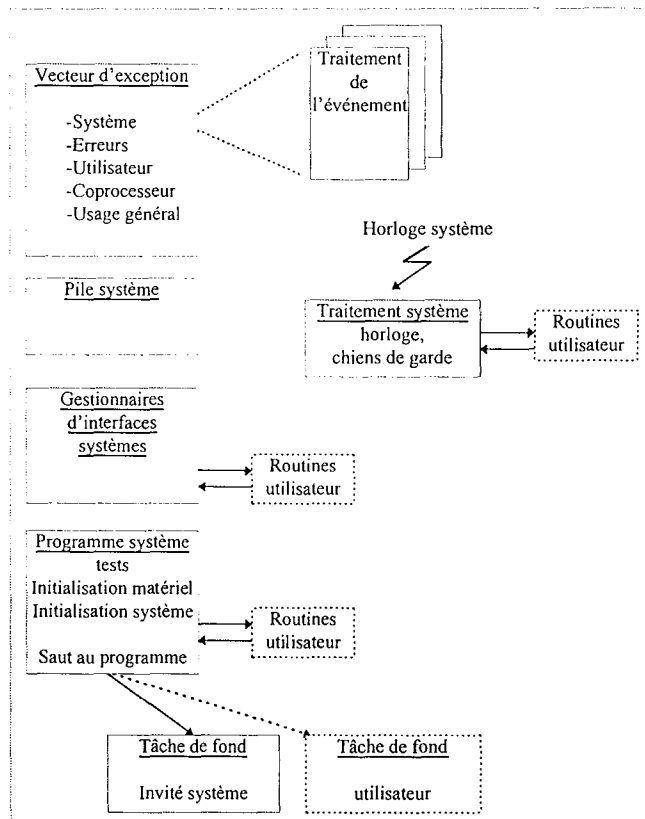 Vecteur d'exception
-Système
-Erreurs
-Utilisateur
-Coprocesseur
-Usage général
Traitement
de
l'événement
Horloge système
Pile système
Traitement système
horloge,
chiens de garde
Routines
utilisateur
Gestionnaires
d'interfaces
systèmes
Routines
utilisateur
Programme système
tests
Initialisation matériel
Initialisation système
Saut au programme
Routines
utilisateur
Tâche de fond
Invité système
Tâche de fond
utilisateur